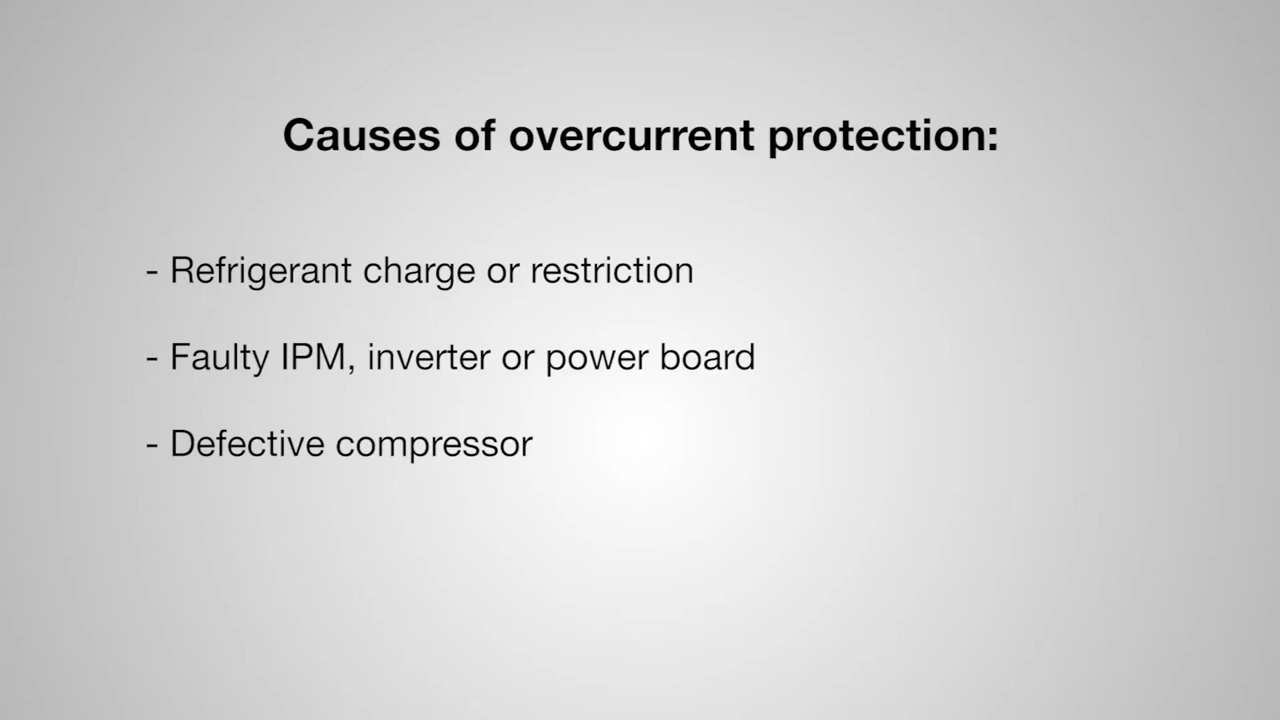 Causes of overcurrent protection:
- Refrigerant charge or restriction
- Faulty IPM, inverter or power board
- Defective compressor